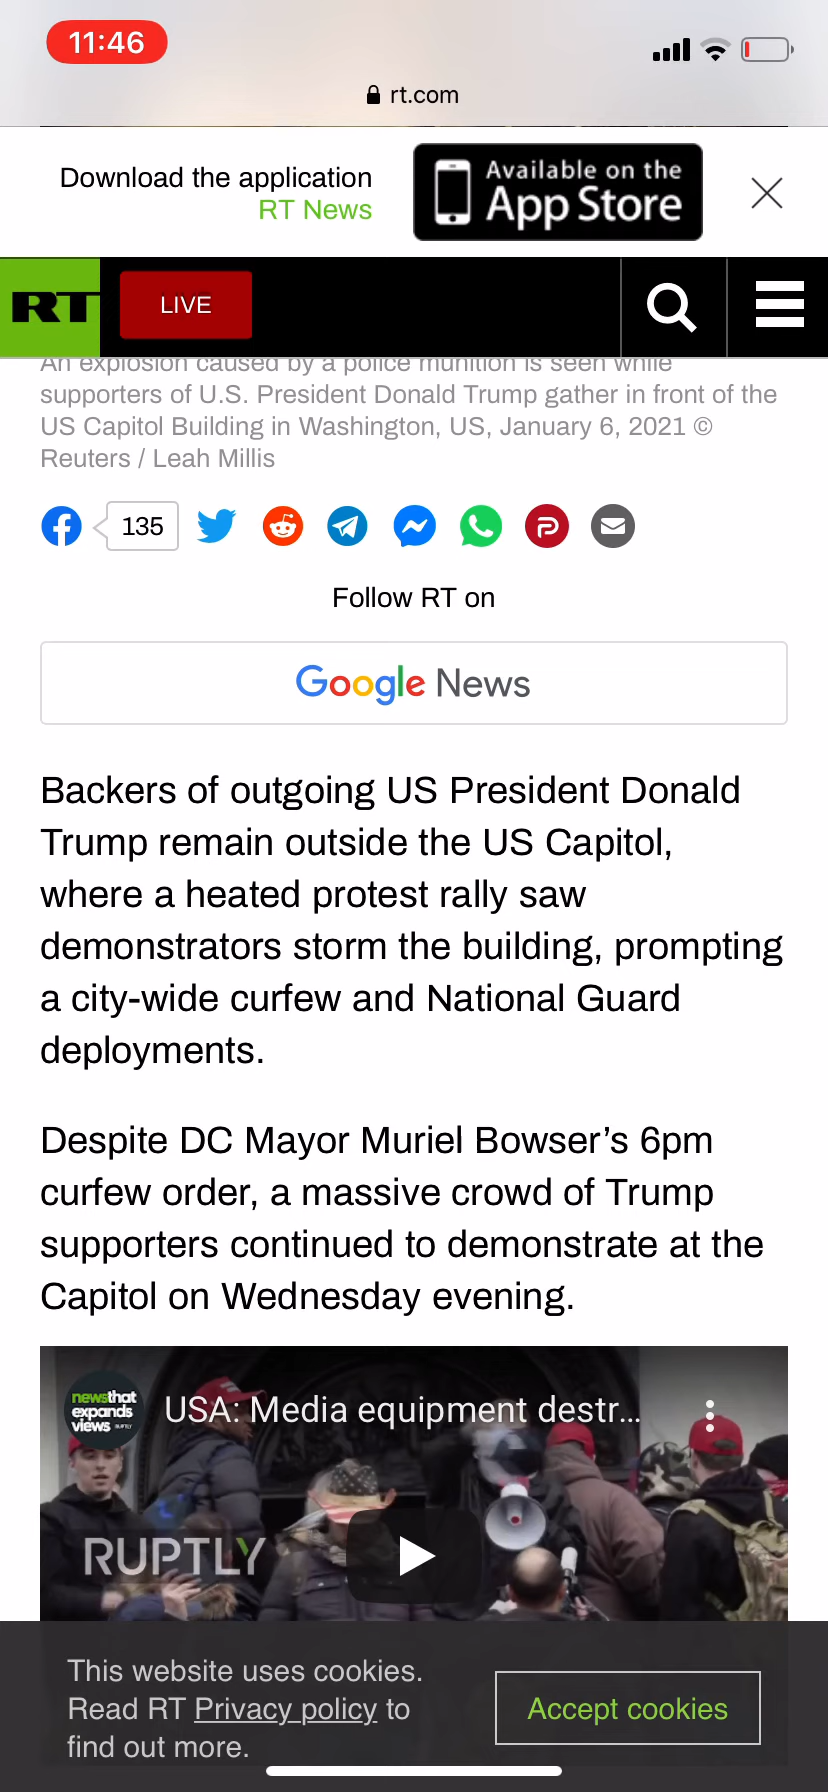 11:46
rt.com
Download the application
RT News
Available on the
App Store
RT
LIVE
An explosion caused by a police munition is seen while
supporters of U.S. President Donald Trump gather in front of the
US Capitol Building in Washington, US, January 6, 2021 ©
Reuters / Leah Millis
135
Follow RT on
Google News
Backers of outgoing US President Donald
Trump remain outside the US Capitol,
where a heated protest rally saw
demonstrators storm the building, prompting
a city-wide curfew and National Guard
deployments.
Despite DC Mayor Muriel Bowser’s 6pm
curfew order, a massive crowd of Trump
supporters continued to demonstrate at the
Capitol on Wednesday evening.
newsthat
expands
views RUPTLY
USA: Media equipment destr...
RUPTLY
This website uses cookies.
Read RT Privacy policy to
find out more.
Accept cookies